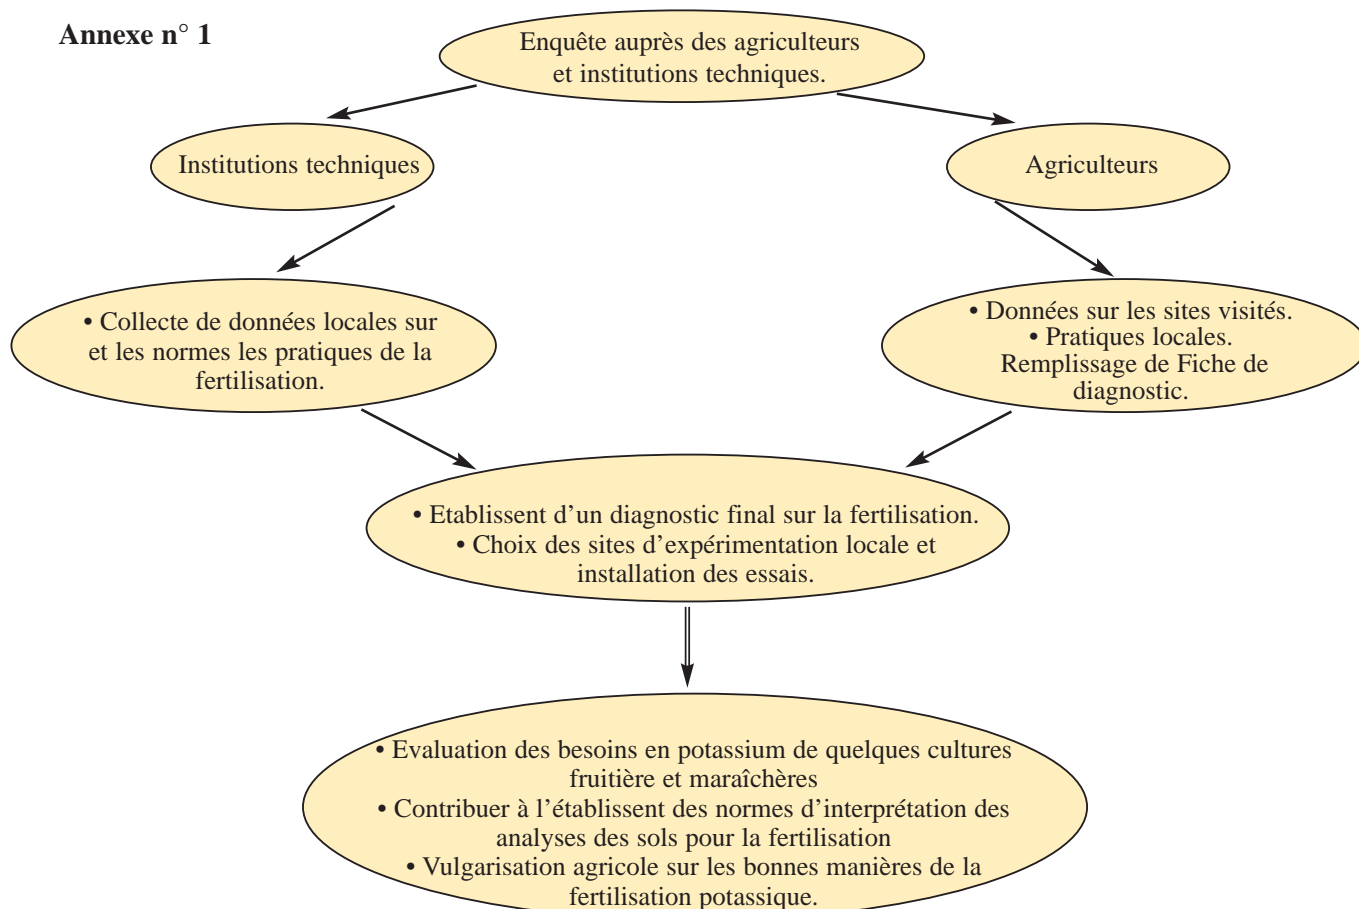 Annexe n° 1
Enquête auprès des agriculteurs
et institutions techniques.
Institutions techniques
Agriculteurs
• Collecte de données locales sur
et les normes les pratiques de la
fertilisation.
• Données sur les sites visités.
• Pratiques locales.
Remplissage de Fiche de
diagnostic.
• Etablissent d’un diagnostic final sur la fertilisation.
• Choix des sites d’expérimentation locale et
installation des essais.
• Evaluation des besoins en potassium de quelques cultures
fruitière et maraîchères
• Contribuer à l’établissent des normes d’interprétation des
analyses des sols pour la fertilisation
• Vulgarisation agricole sur les bonnes manières de la
fertilisation potassique.